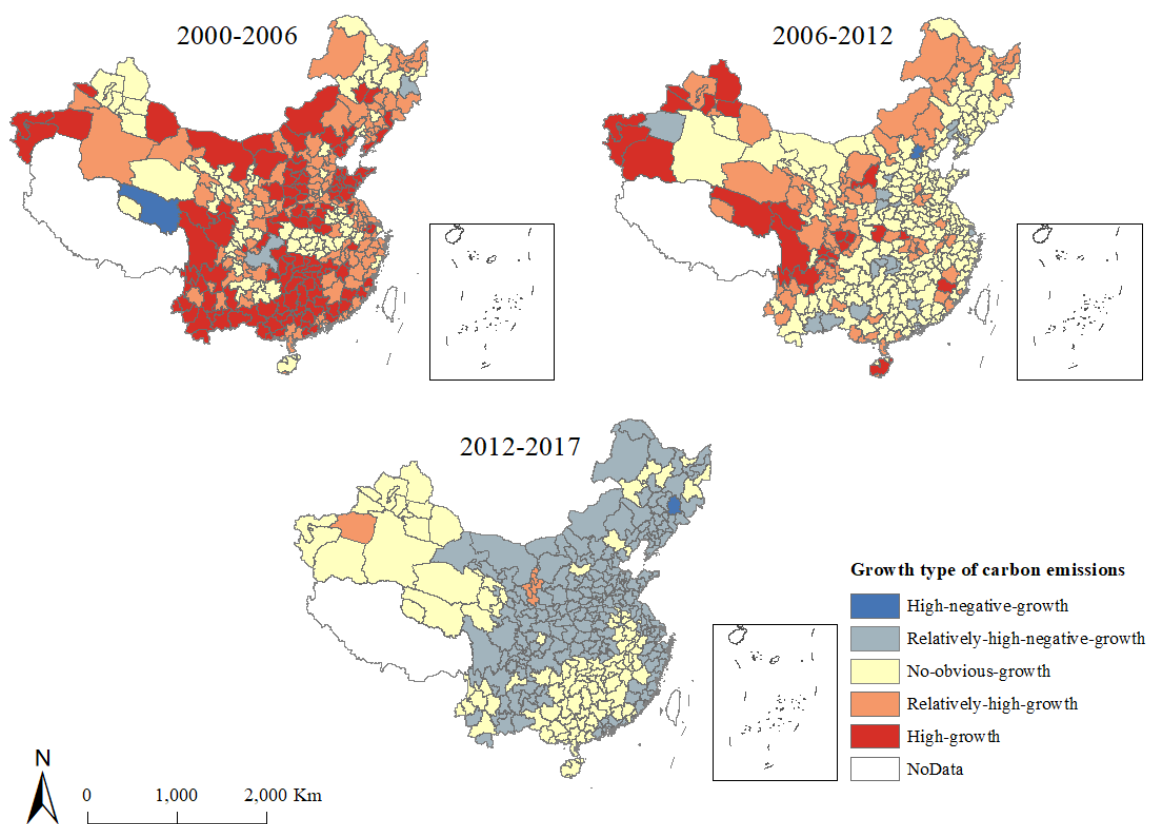 2000-2006
2006-2012
2012-2017
Growth type of carbon emissions
High-negative-growth
Relatively-high-negative-growth
No-obvious-growth
Relatively-high-growth
High-growth
NoData
N
0 1,000 2,000 Km